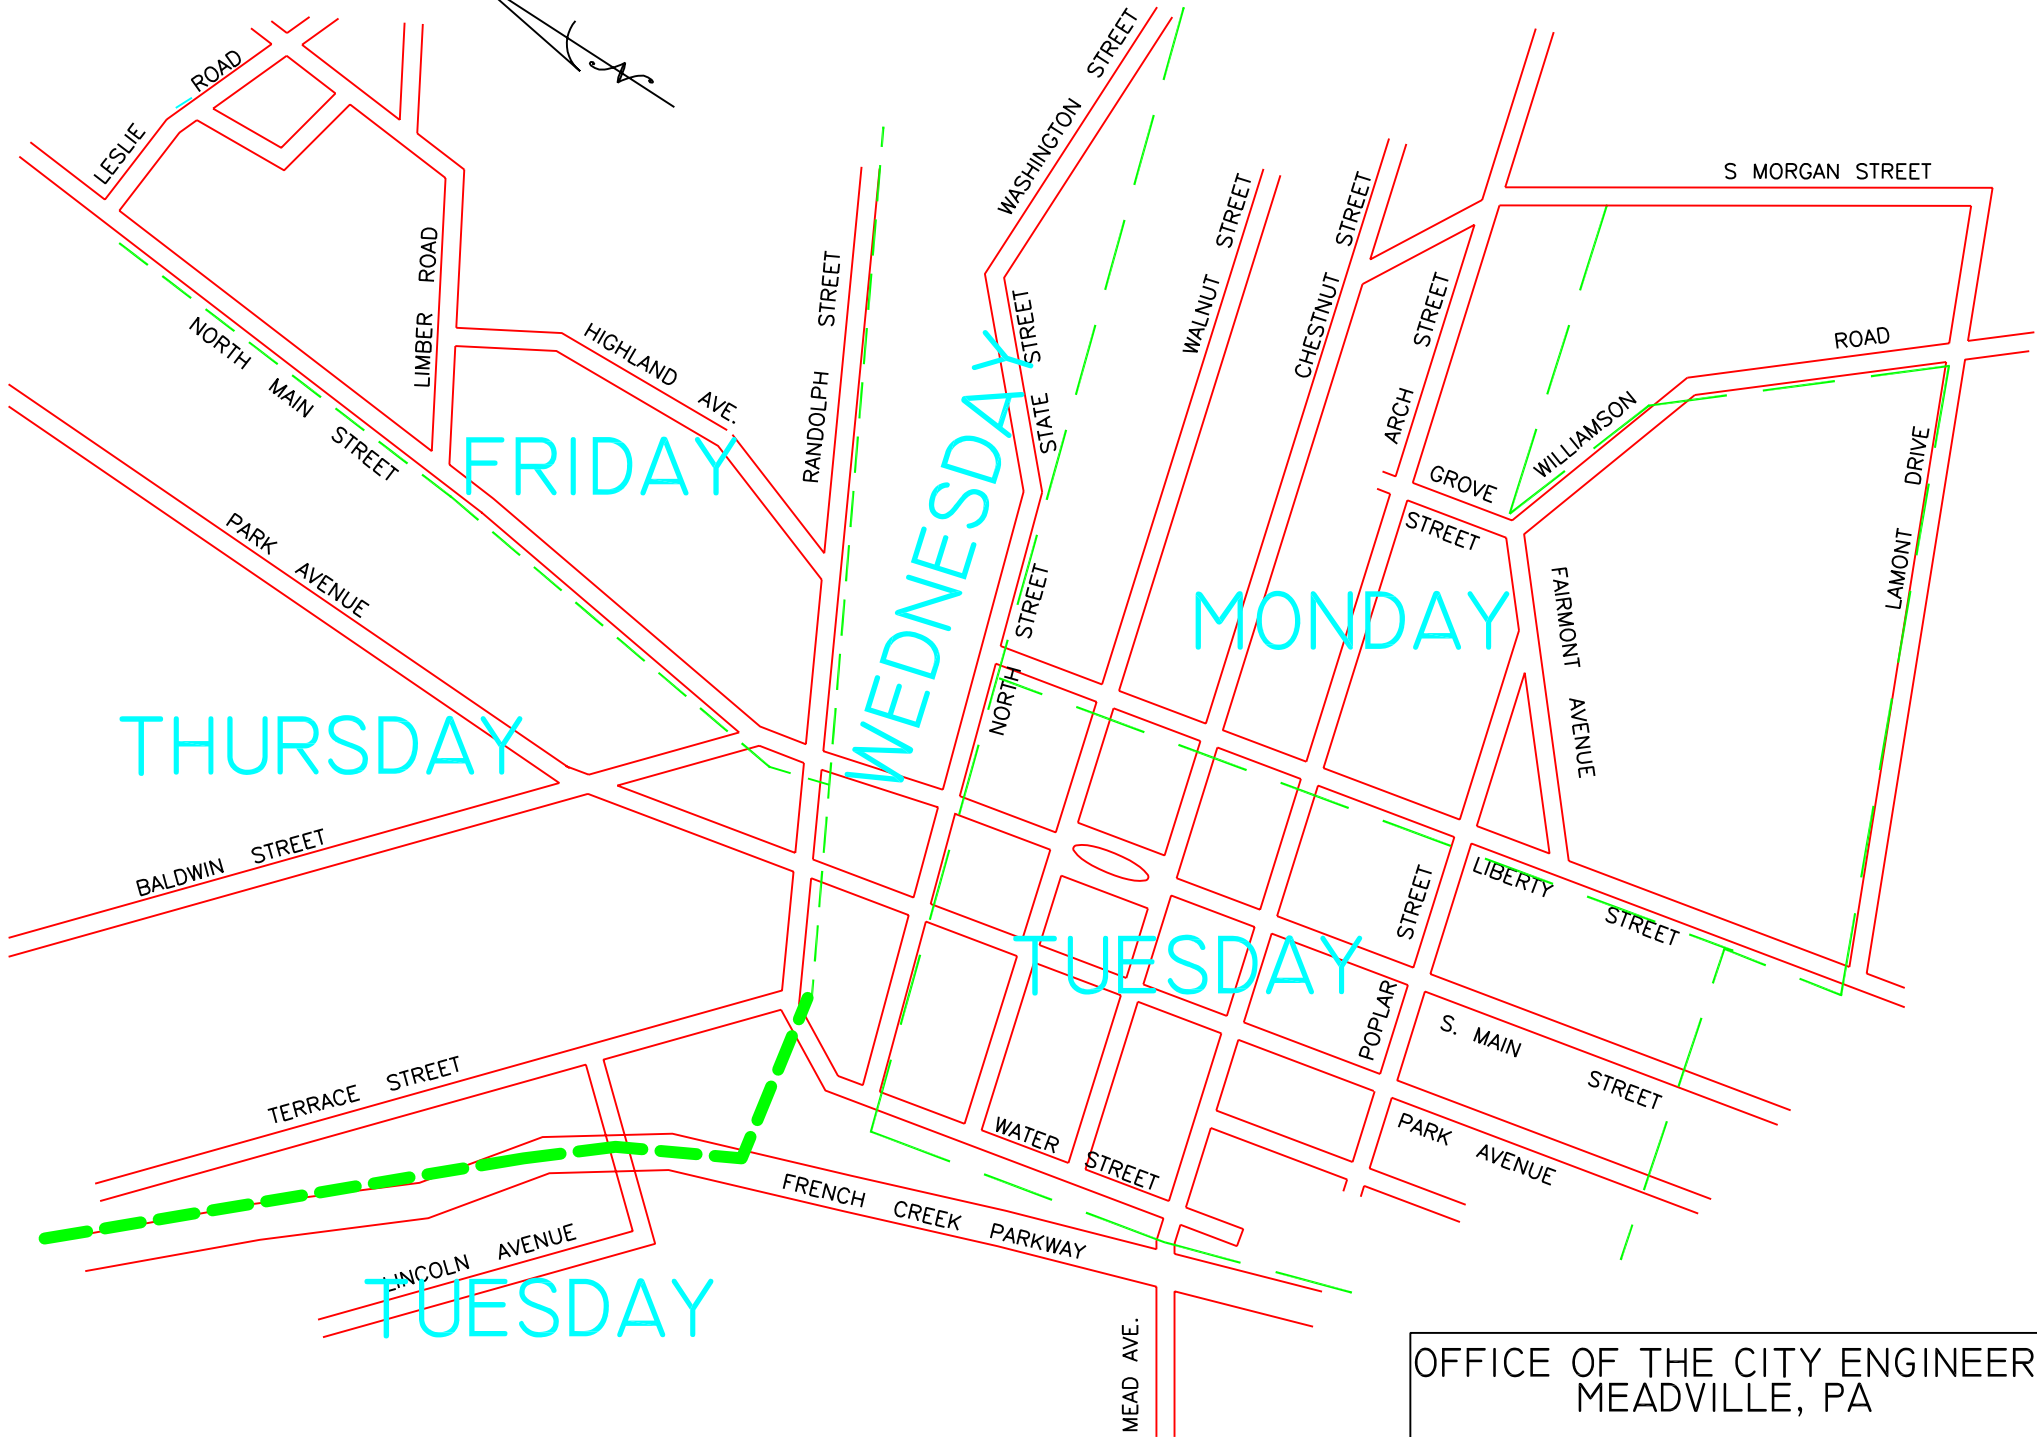 LESLIE ROAD
WASHINGTON STREET
S MORGAN STREET
NORTH MAIN STREET
LIMBER ROAD
HIGHLAND AVE.
RANDOLPH STREET
STATE STREET
WALNUT STREET
CHESTNUT STREET
ARCH STREET
WILLIAMSON ROAD
GROVE STREET
LAMONT DRIVE
FRIDAY
WEDNESDAY
MONDAY
PARK AVENUE
NORTH STREET
FAIRMONT AVENUE
THURSDAY
BALDWIN STREET
LIBERTY STREET
TUESDAY
POPLAR STREET
S. MAIN STREET
TERRACE STREET
WATER STREET
PARK AVENUE
FRENCH CREEK PARKWAY
LINCOLN AVENUE
TUESDAY
MEAD AVE.
OFFICE OF THE CITY ENGINEER
MEADVILLE, PA
N